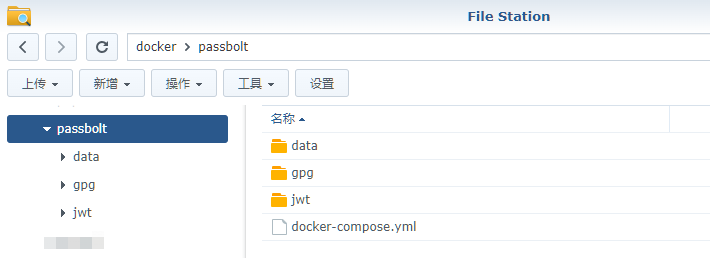 File Station
docker > passbolt
上传 新增 操作 工具 设置
passbolt
data
gpg
jwt
名称
data
gpg
jwt
docker-compose.yml